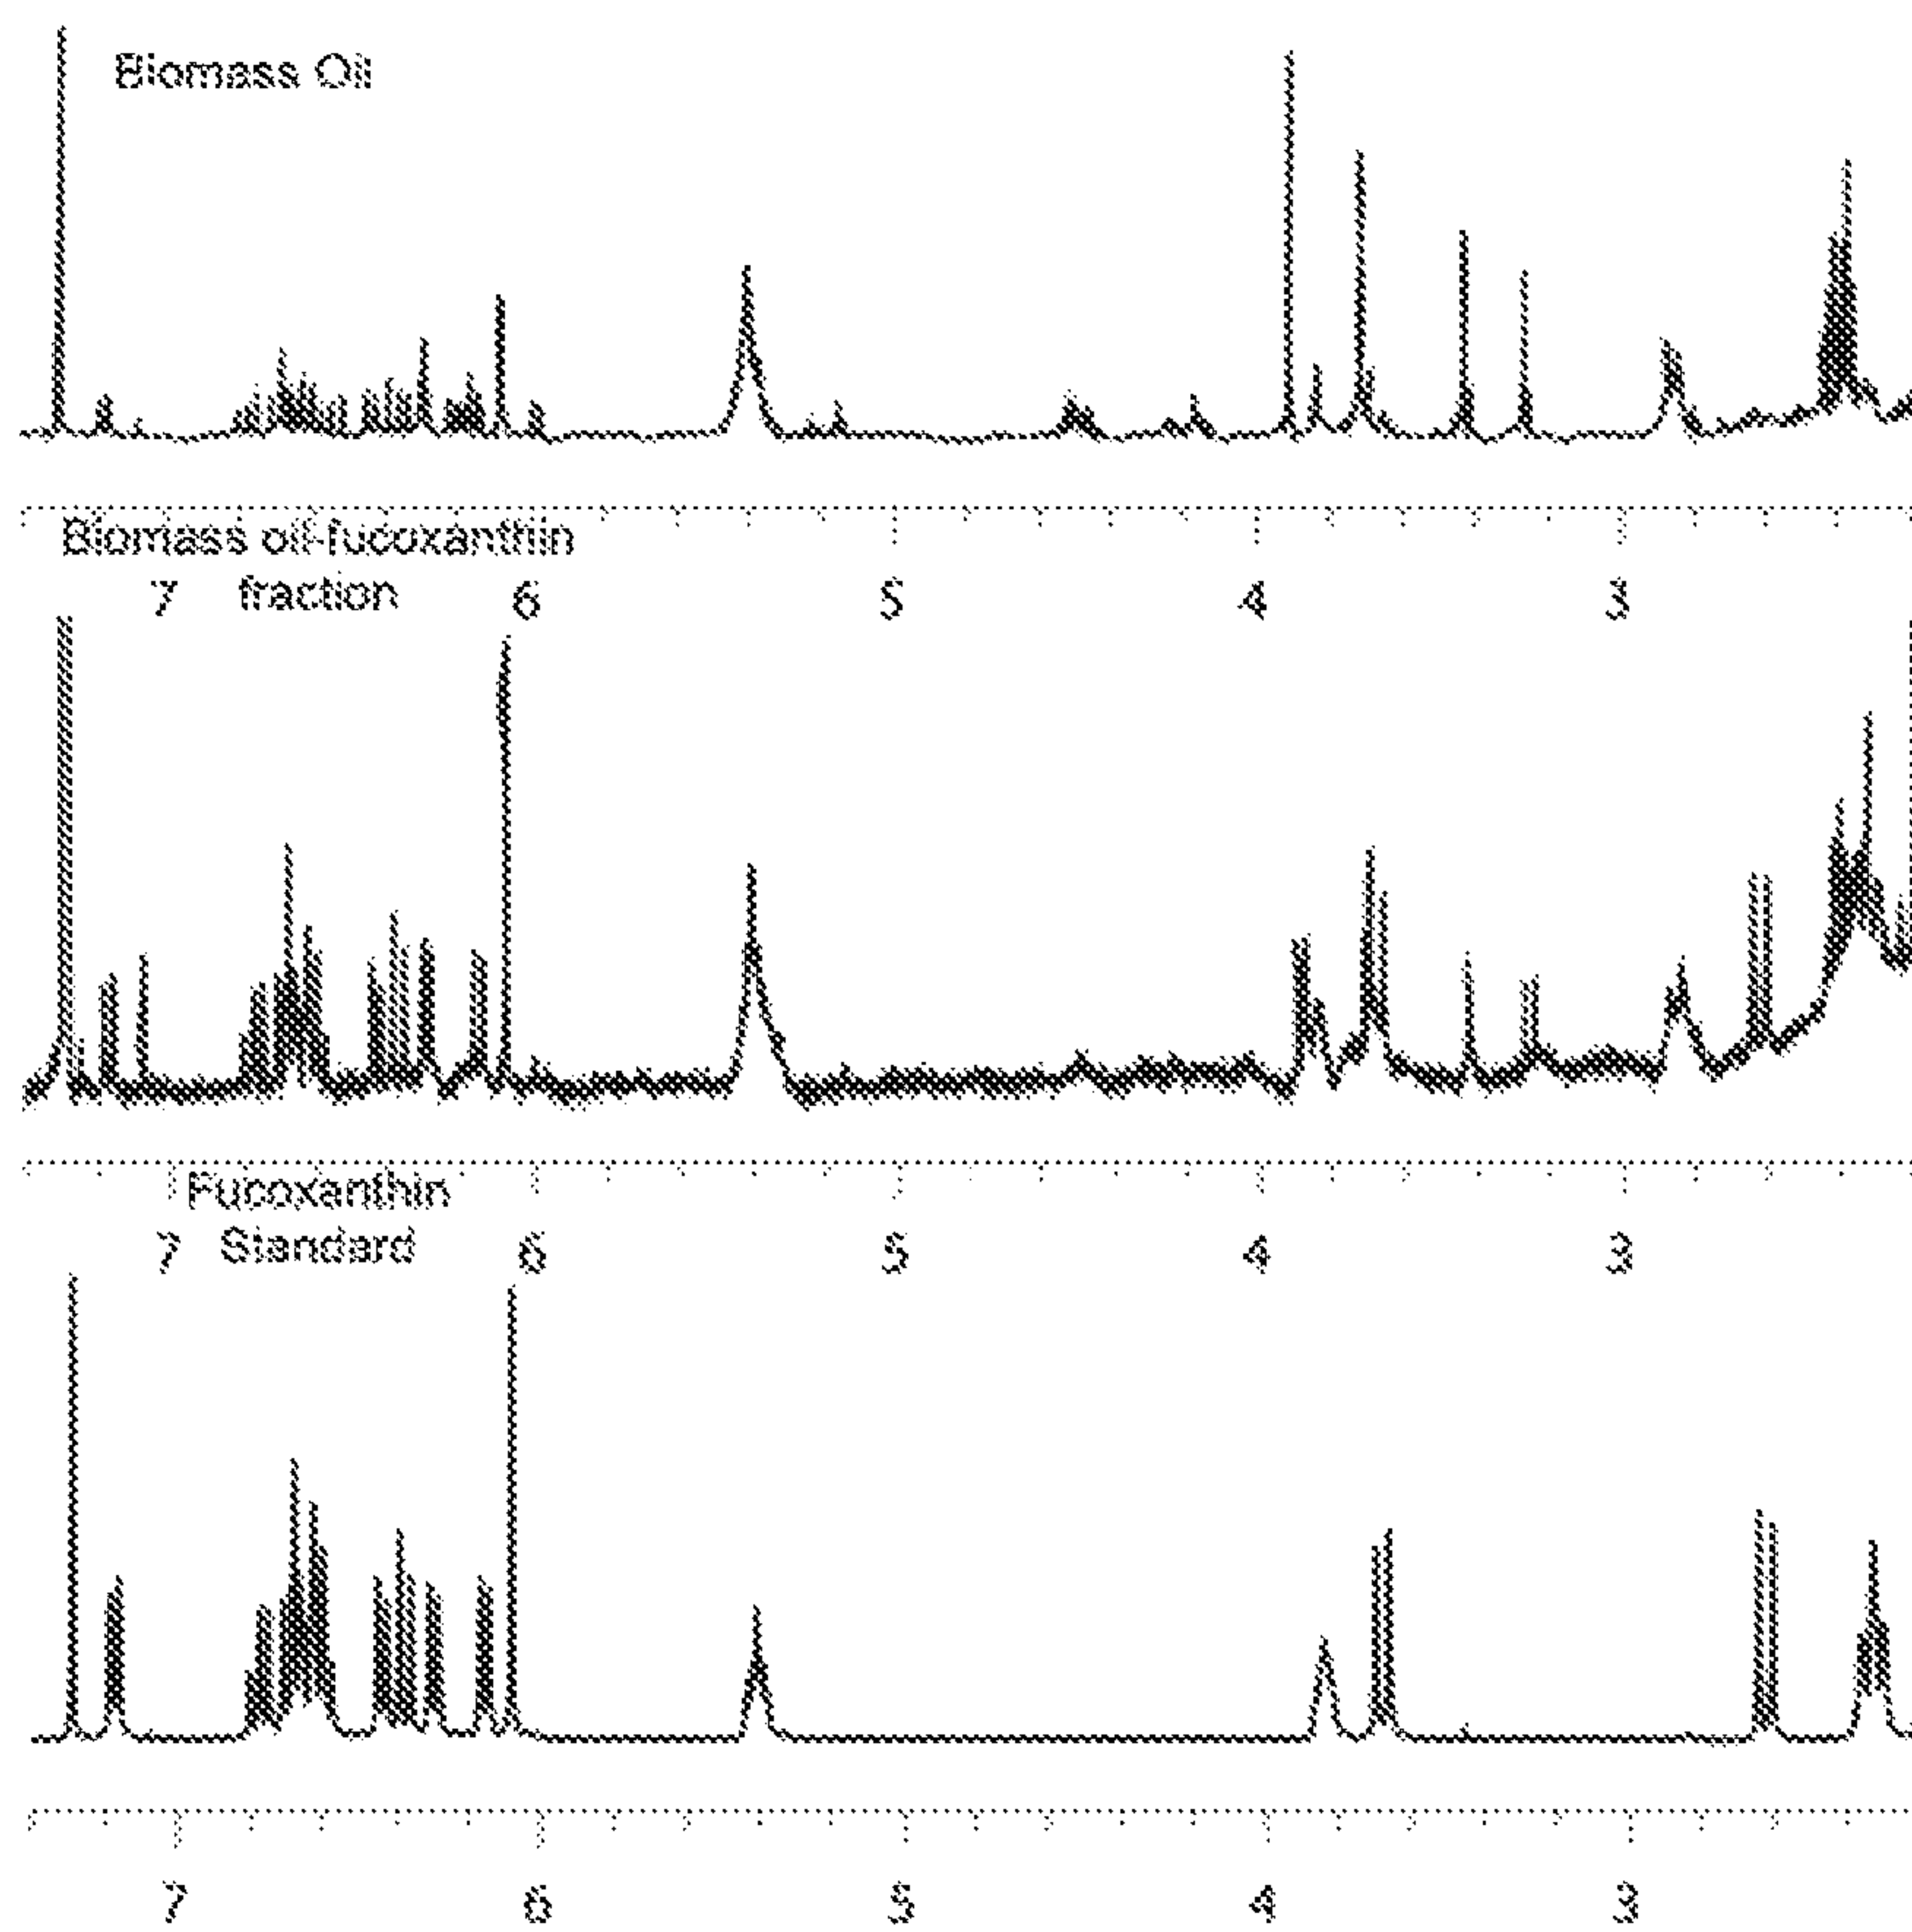 Biomass Oil
Biomass oil-fucoxanthin
7 fraction 6 5 4 3
Fucoxanthin
7 Standard 6 5 4 3
7 6 5 4 3